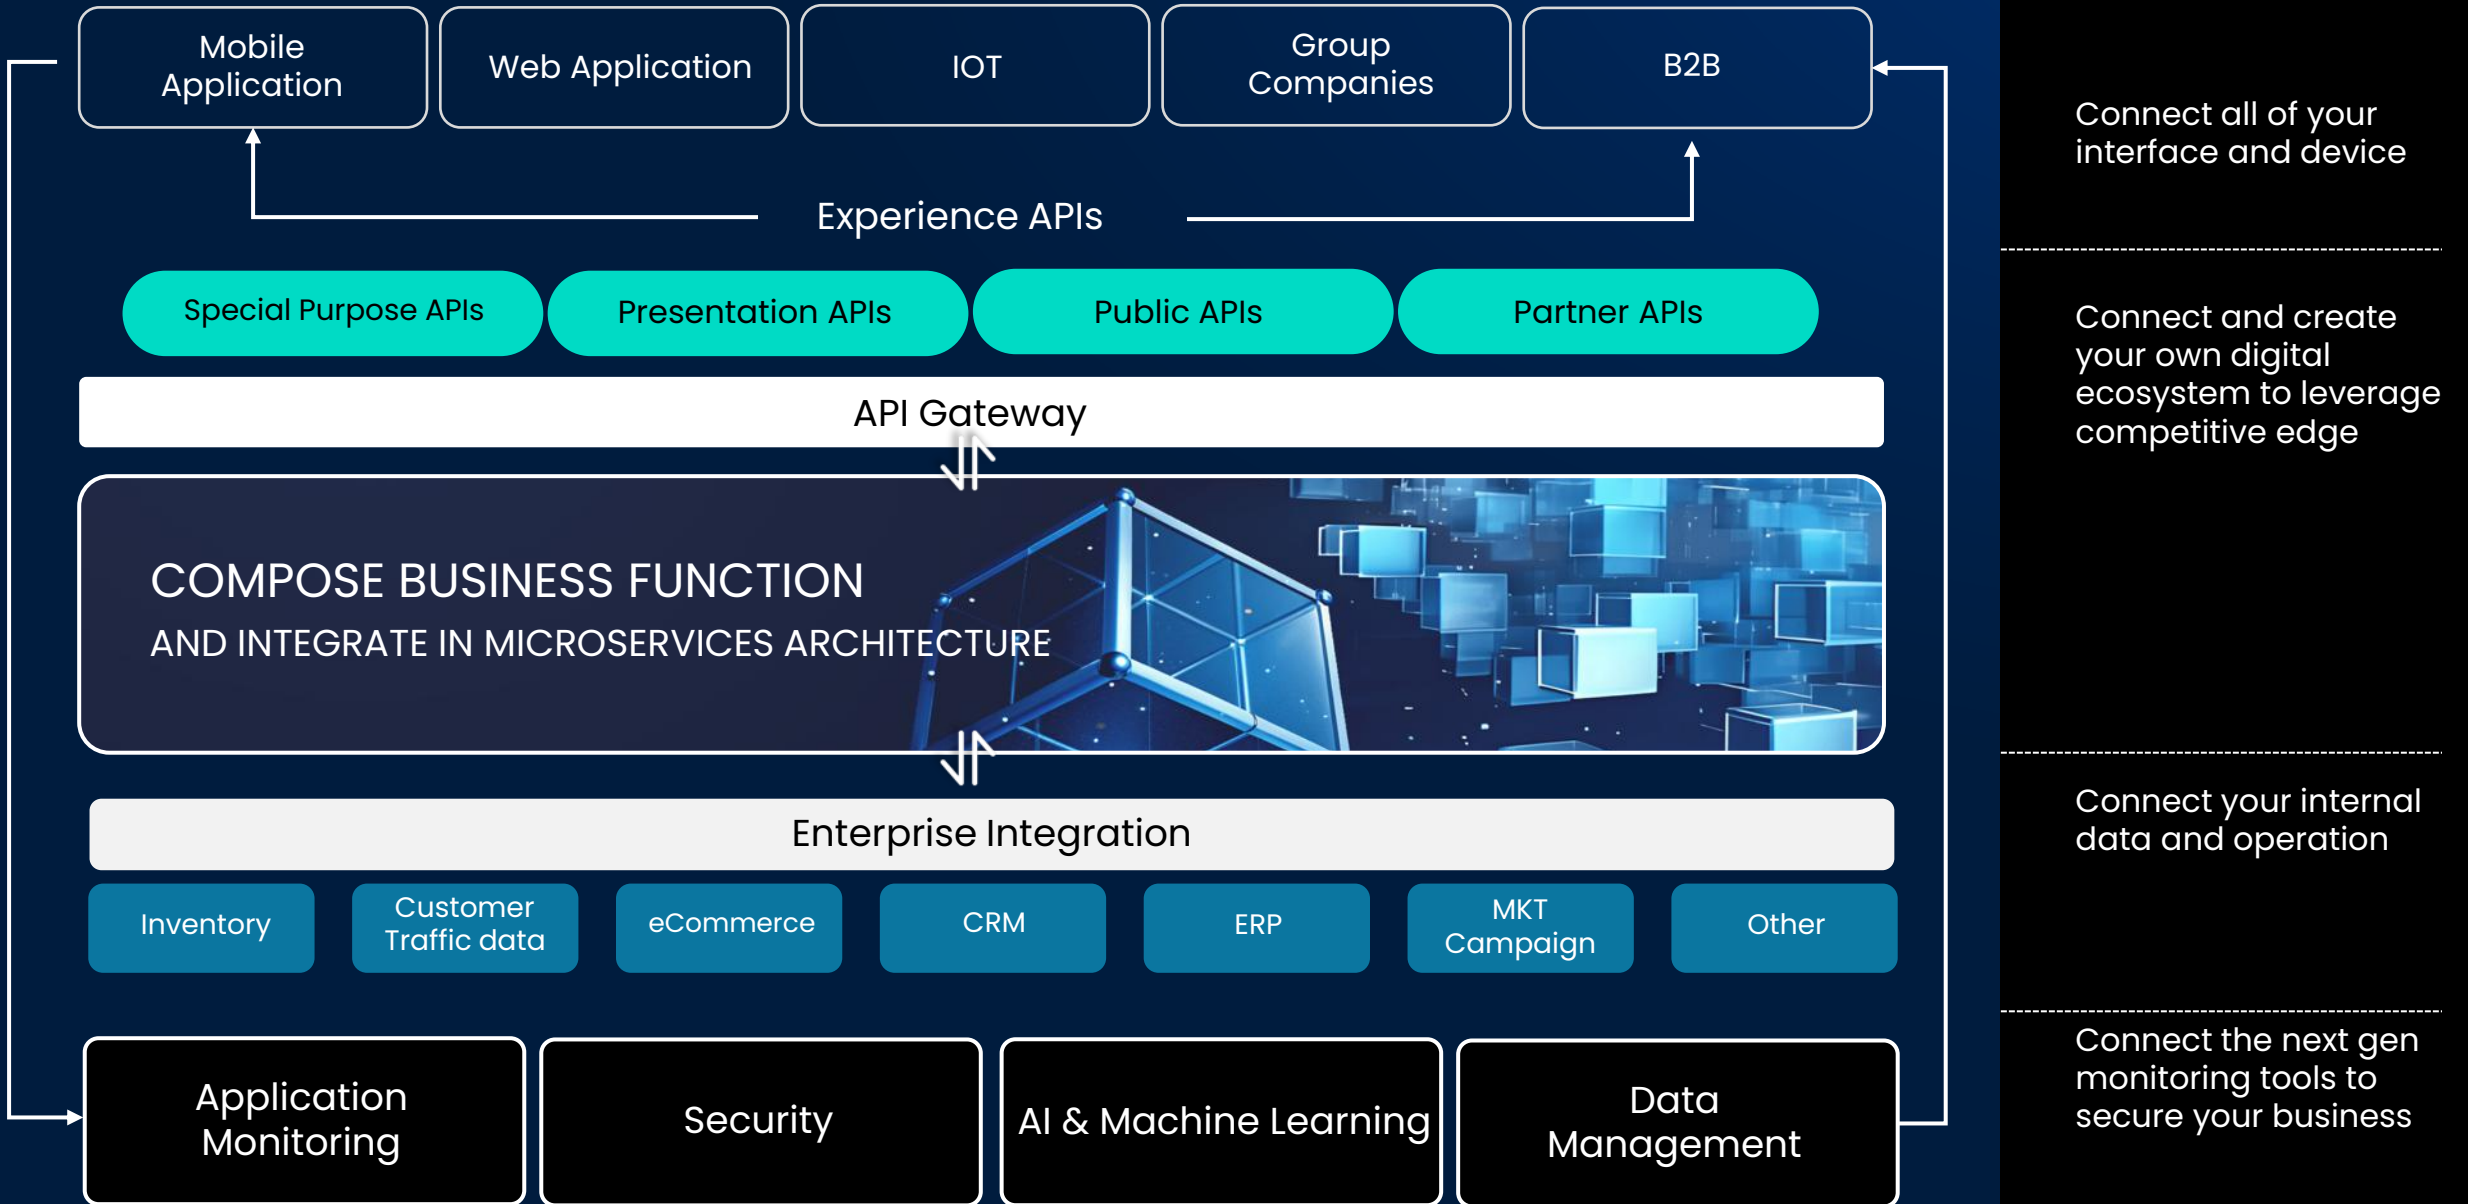 Mobile
Application
Web Application
IOT
Group
Companies
B2B
Connect all of your
interface and device
Experience APIs
Special Purpose APIs
Presentation APIs
Public APIs
Partner APIs
Connect and create
your own digital
ecosystem to leverage
competitive edge
API Gateway
COMPOSE BUSINESS FUNCTION
AND INTEGRATE IN MICROSERVICES ARCHITECTURE
Enterprise Integration
Connect your internal
data and operation
Inventory
Customer
Traffic data
eCommerce
CRM
ERP
MKT
Campaign
Other
Application
Monitoring
Security
AI & Machine Learning
Data
Management
Connect the next gen
monitoring tools to
secure your business